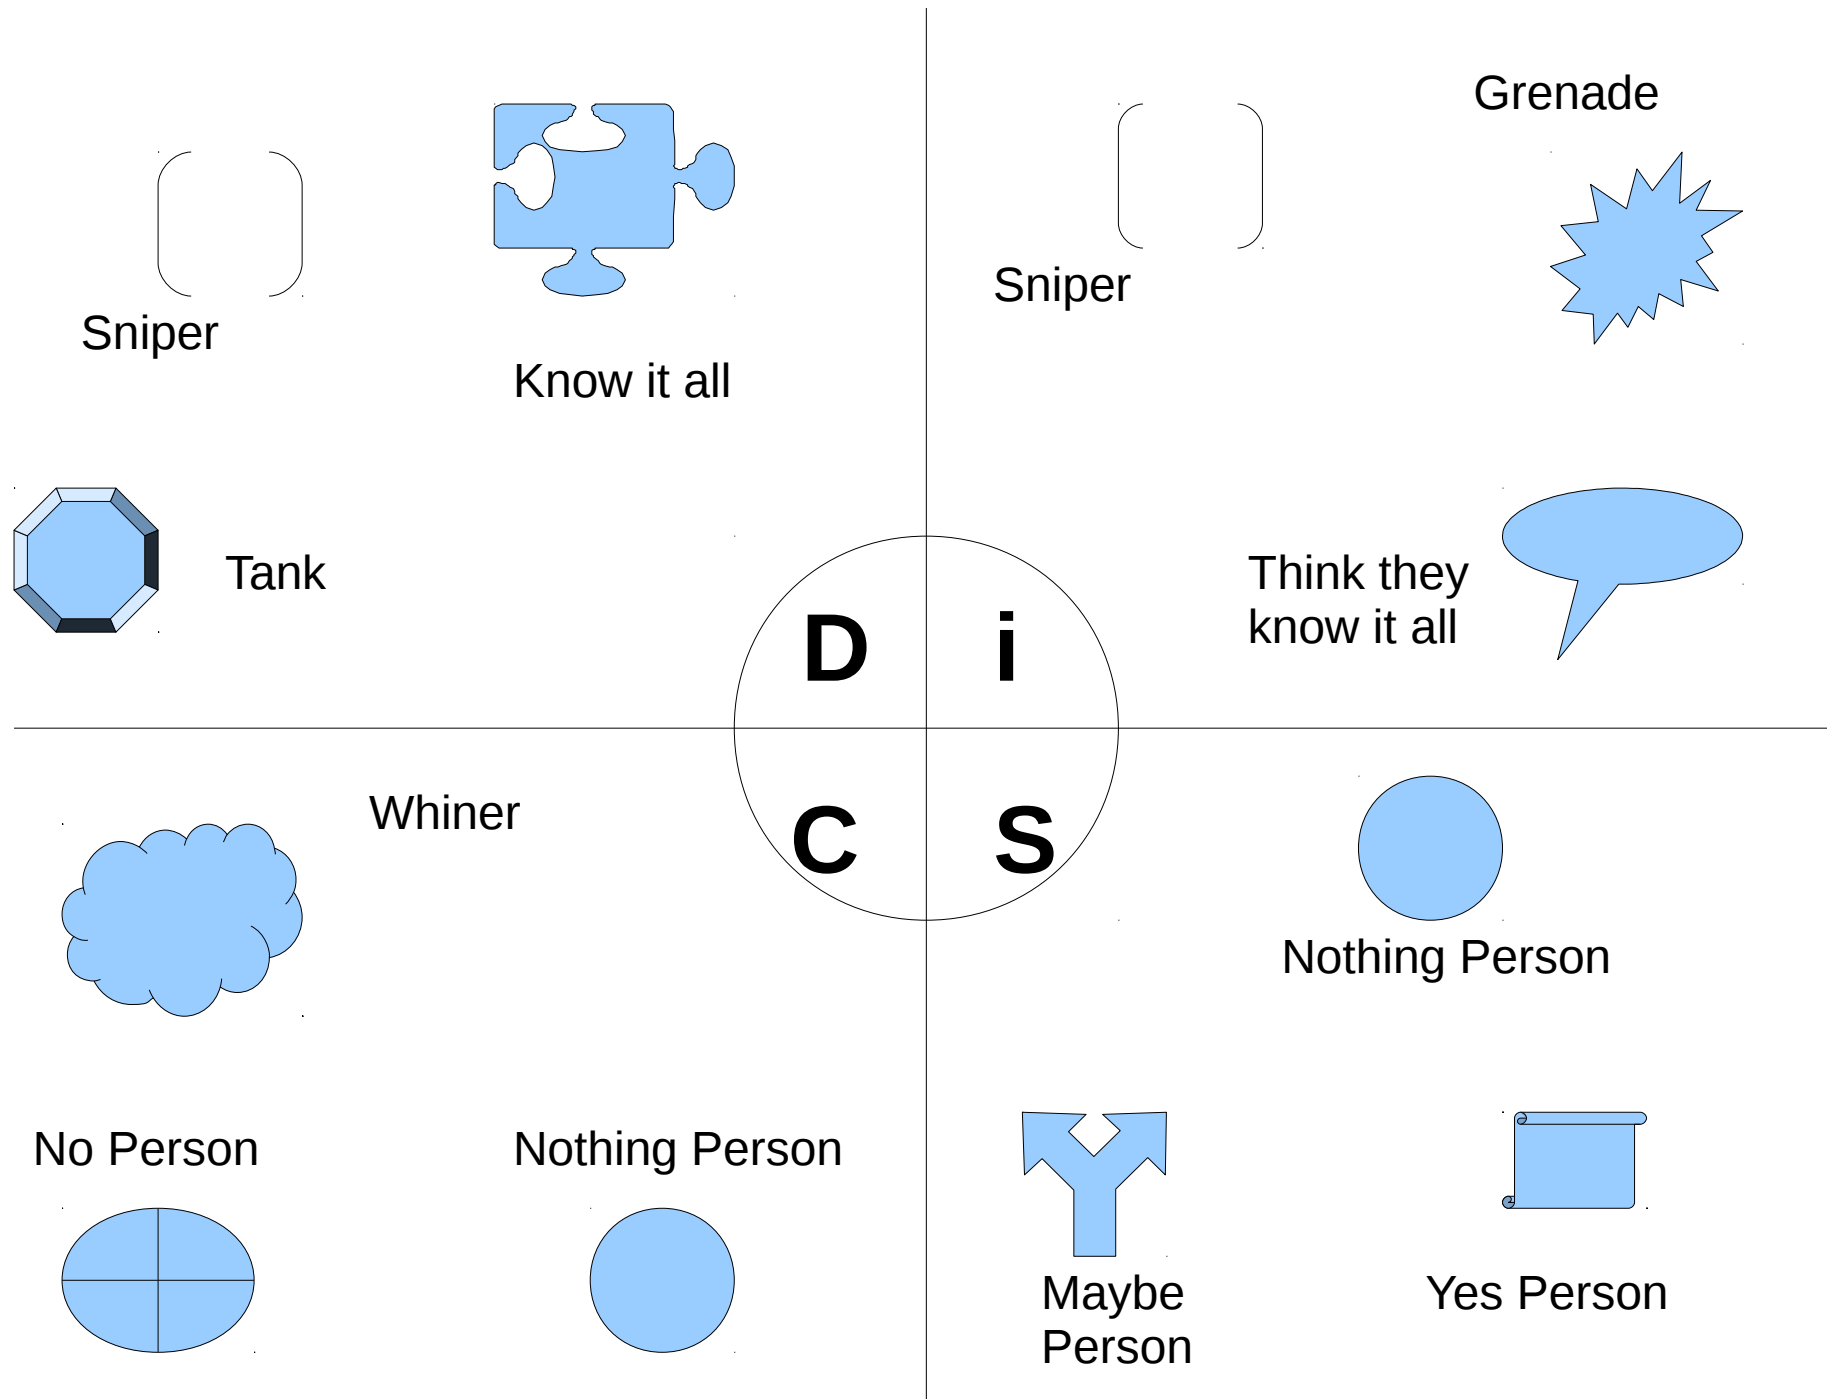 Sniper
Know it all
Tank
Sniper
Grenade
Think they
know it all
D
i
C
S
Whiner
No Person
Nothing Person
Nothing Person
Maybe
Person
Yes Person